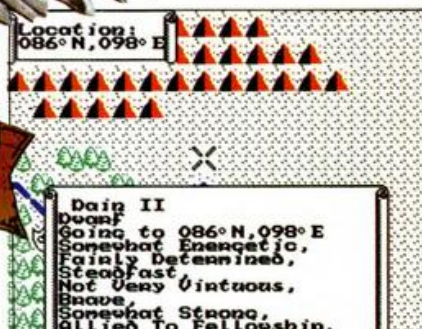 Location:
086° N,098° E
Dain II
Dwarf
Going to 086° N,098° E
Somewhat Energetic,
Fairly Determined,
Steadfast,
Not Very Virtuous,
Brave,
Somewhat Strong,
Allied To Fellowship,